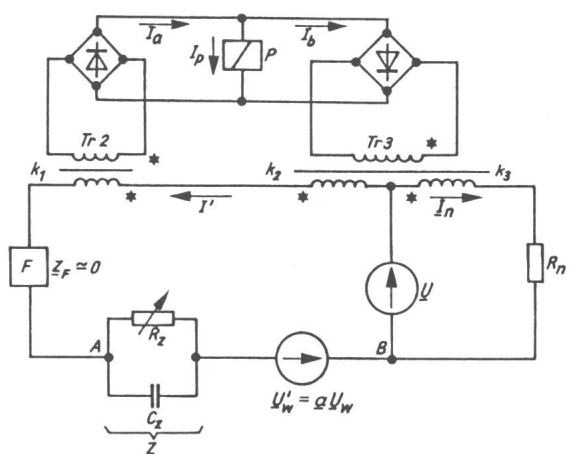 I_a
I_p
P
I_b
Tr 2
*
Tr 3
*
k_1
*
I'
k_2
*
*
I_n
k_3
F
Z_F ≃ 0
R_z
U
R_n
A
B
C_z
U'_w = a U_w
Z